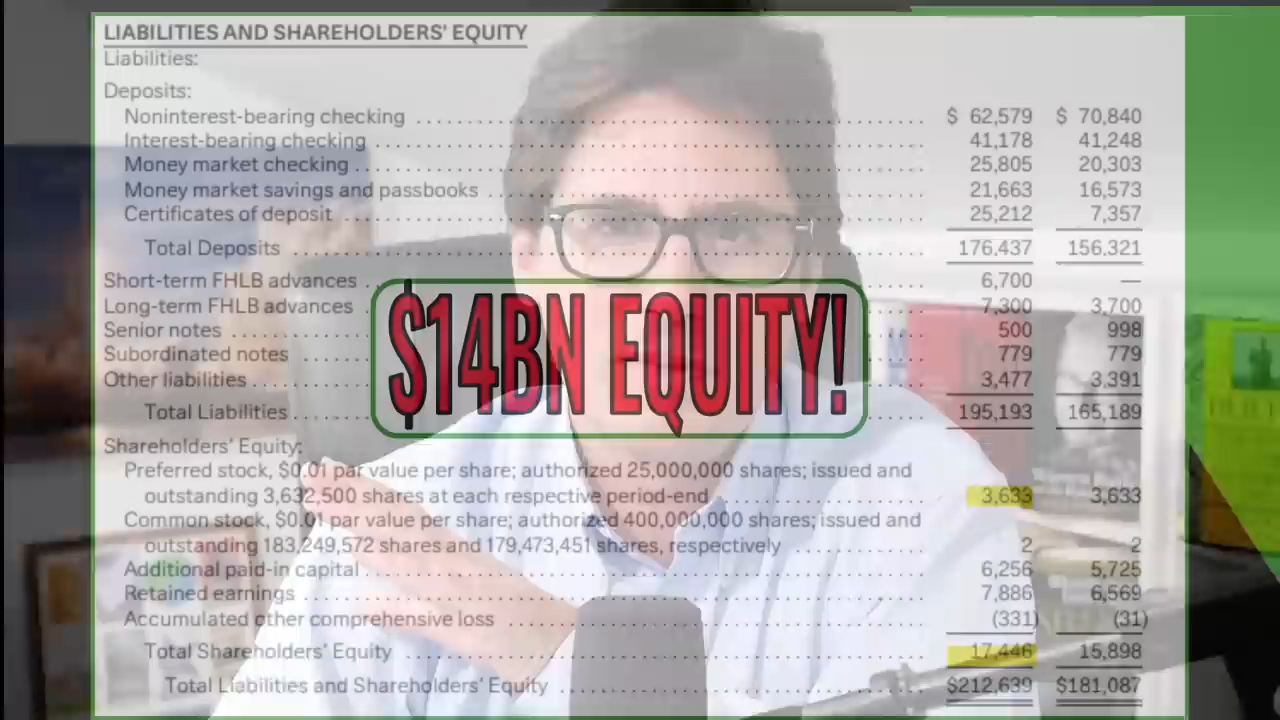 LIABILITIES AND SHAREHOLDERS' EQUITY
Liabilities:
Deposits:
Noninterest-bearing checking $ 62,579 $ 70,840
Interest-bearing checking 41,178 41,248
Money market checking 25,805 20,303
Money market savings and passbooks 21,663 16,573
Certificates of deposit 25,212 7,357
Total Deposits 176,437 156,321
Short-term FHLB advances 6,700 —
Long-term FHLB advances 7,300 3,700
Senior notes 500 998
Subordinated notes 779 779
Other liabilities 3,477 3,391
Total Liabilities 195,193 165,189
$14BN EQUITY!
Shareholders' Equity:
Preferred stock, $0.01 par value per share; authorized 25,000,000 shares; issued and
outstanding 3,632,500 shares at each respective period-end 3,633 3,633
Common stock, $0.01 par value per share; authorized 400,000,000 shares; issued and
outstanding 183,249,572 shares and 179,473,451 shares, respectively 2 2
Additional paid-in capital 6,256 5,725
Retained earnings 7,886 6,569
Accumulated other comprehensive loss (331) (31)
Total Shareholders' Equity 17,446 15,898
Total Liabilities and Shareholders' Equity $212,639 $181,087